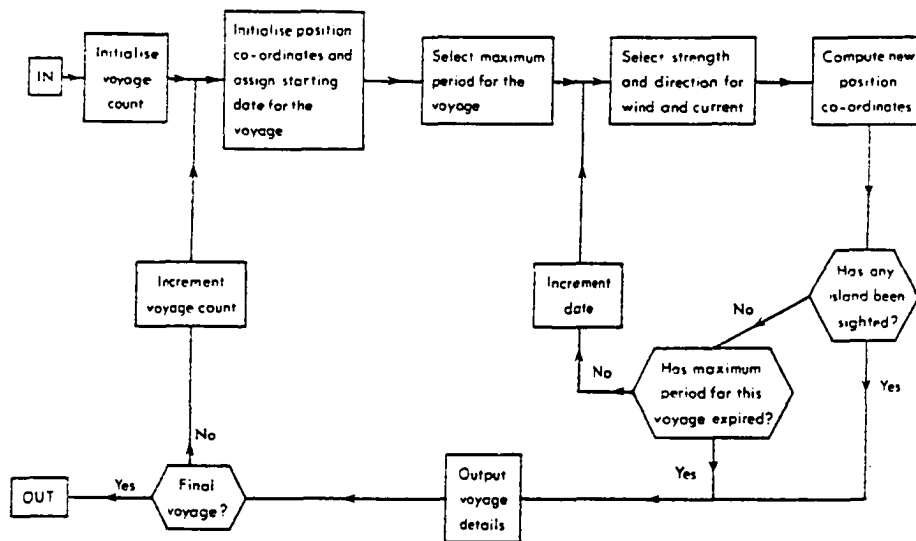 IN
Initialise
voyage
count
Initialise position
co-ordinates and
assign starting
date for the
voyage
Select maximum
period for the
voyage
Select strength
and direction for
wind and current
Compute new
position
co-ordinates
Increment
voyage count
Increment
date
Has any
island been
sighted?
No
No
Has maximum
period for this
voyage expired?
Yes
No
Yes
OUT
Yes
Final
voyage?
Output
voyage
details